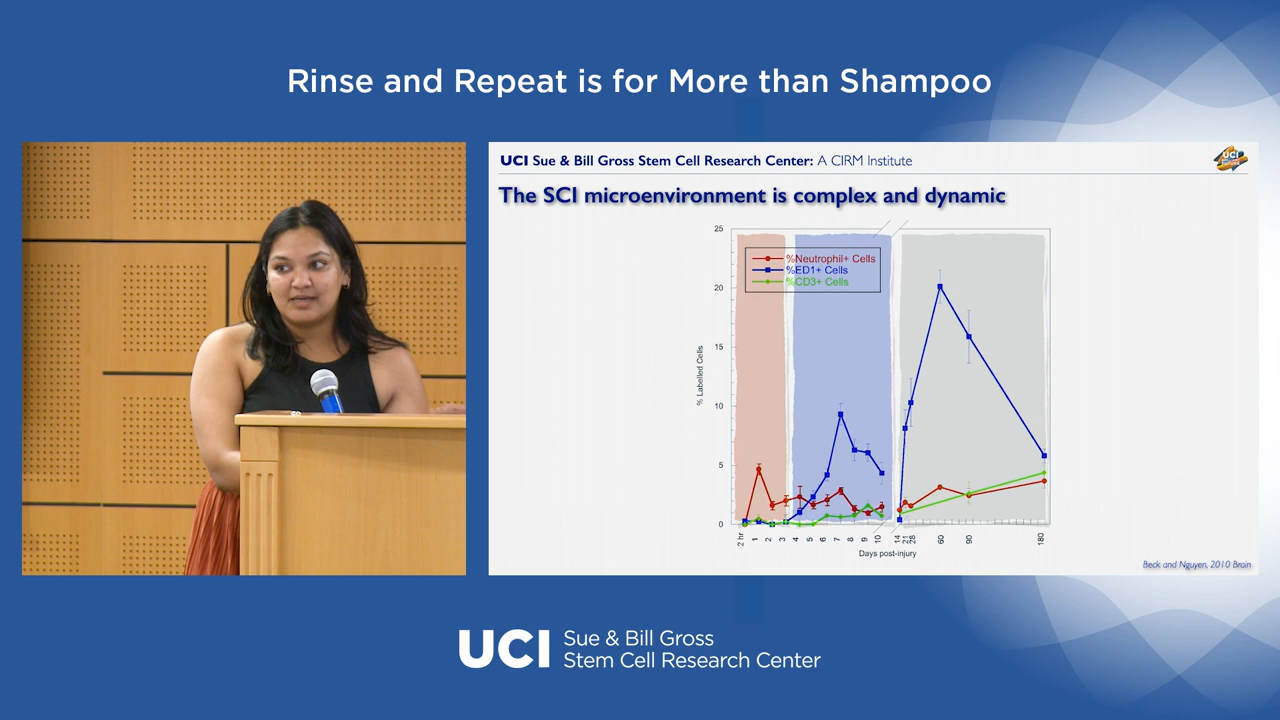 Rinse and Repeat is for More than Shampoo
UCI Sue & Bill Gross Stem Cell Research Center: A CIRM Institute
UCI
The SCI microenvironment is complex and dynamic
25
20
15
10
5
0
% Labelled Cells
%Neutrophil+ Cells
%ED1+ Cells
%CD3+ Cells
2 hr 1 2 3 4 5 6 7 8 9 10 14 21 28 60 90 180
Days post-injury
Beck and Nguyen, 2010 Brain
UCI Sue & Bill Gross
Stem Cell Research Center